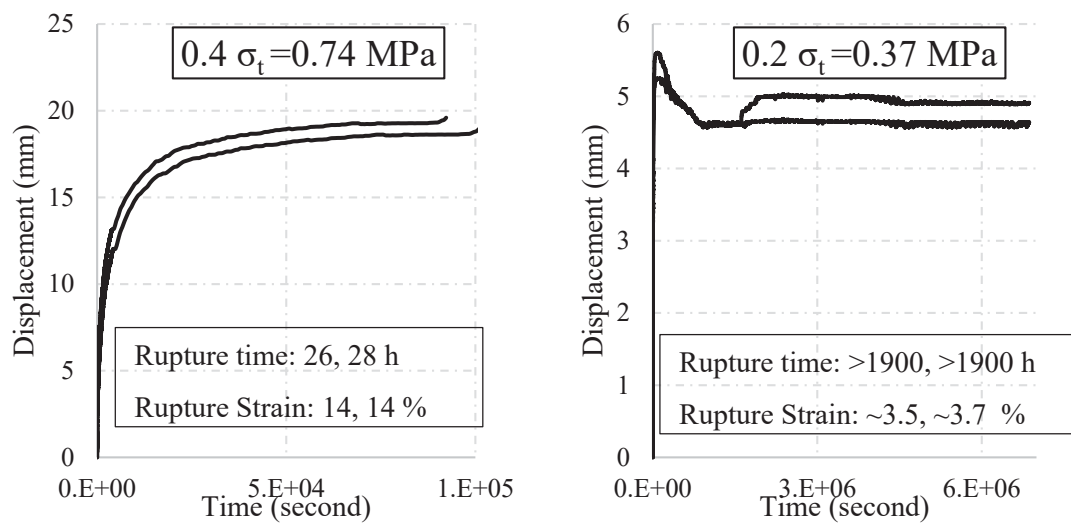 25
20
15
10
5
0
0.E+00
5.E+04
1.E+05
Displacement (mm)
Time (second)
0.4 σt =0.74 MPa
Rupture time: 26, 28 h
Rupture Strain: 14, 14 %
6
5
4
3
2
1
0
0.E+00
3.E+06
6.E+06
Displacement (mm)
Time (second)
0.2 σt =0.37 MPa
Rupture time: >1900, >1900 h
Rupture Strain: ~3.5, ~3.7 %